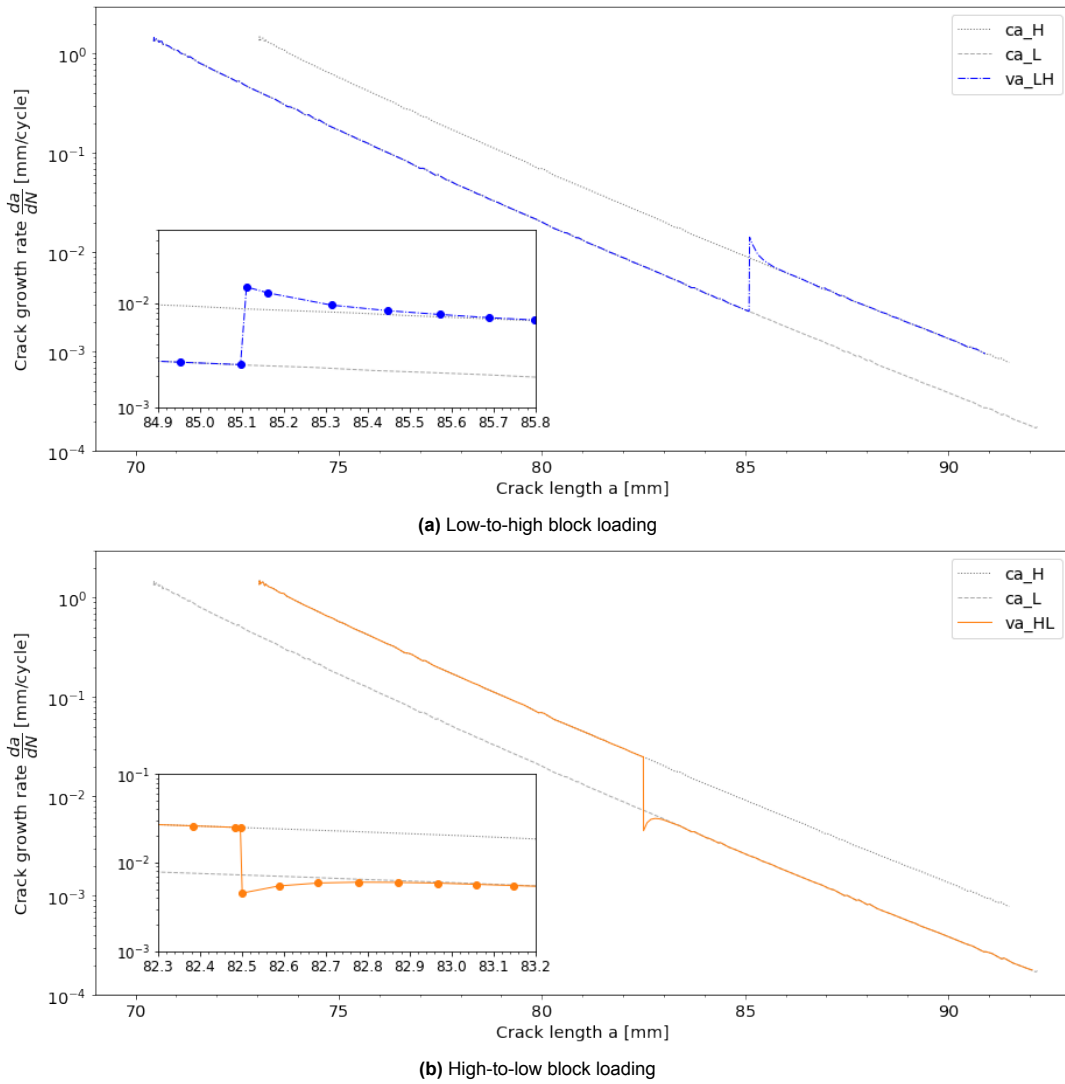 10⁰
10⁻¹
10⁻²
10⁻³
10⁻⁴
Crack growth rate da/dN [mm/cycle]
ca_H
ca_L
va_LH
10⁻²
10⁻³
84.9 85.0 85.1 85.2 85.3 85.4 85.5 85.6 85.7 85.8
70 75 80 85 90
Crack length a [mm]
(a) Low-to-high block loading
10⁰
10⁻¹
10⁻²
10⁻³
10⁻⁴
Crack growth rate da/dN [mm/cycle]
ca_H
ca_L
va_HL
10⁻¹
10⁻²
10⁻³
82.3 82.4 82.5 82.6 82.7 82.8 82.9 83.0 83.1 83.2
70 75 80 85 90
Crack length a [mm]
(b) High-to-low block loading